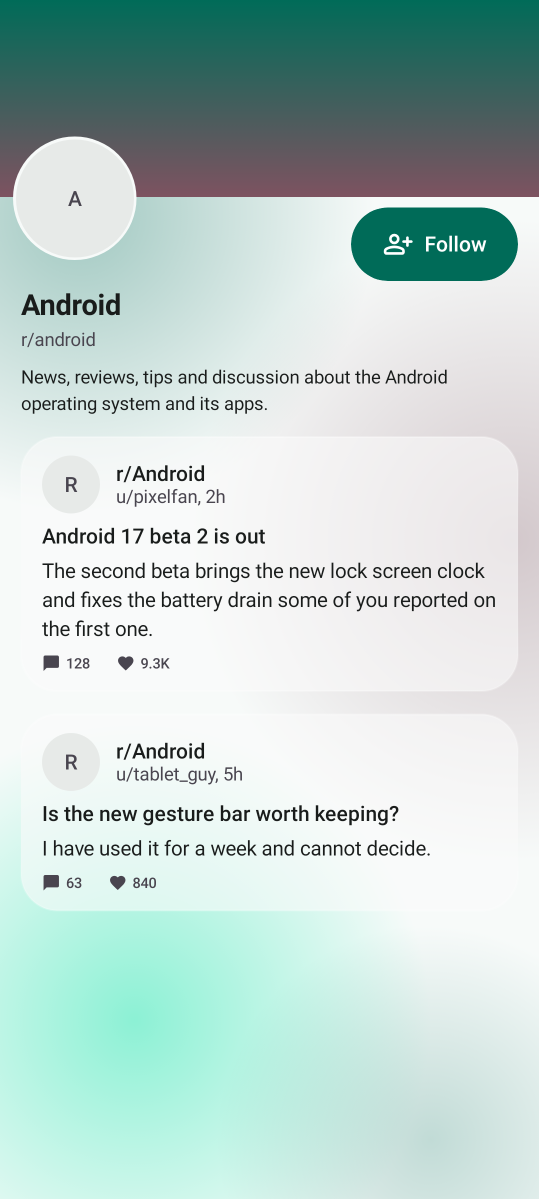 A
Follow
Android
r/android
News, reviews, tips and discussion about the Android
operating system and its apps.
R
r/Android
u/pixelfan, 2h
Android 17 beta 2 is out
The second beta brings the new lock screen clock
and fixes the battery drain some of you reported on
the first one.
128 9.3K
R
r/Android
u/tablet_guy, 5h
Is the new gesture bar worth keeping?
I have used it for a week and cannot decide.
63 840